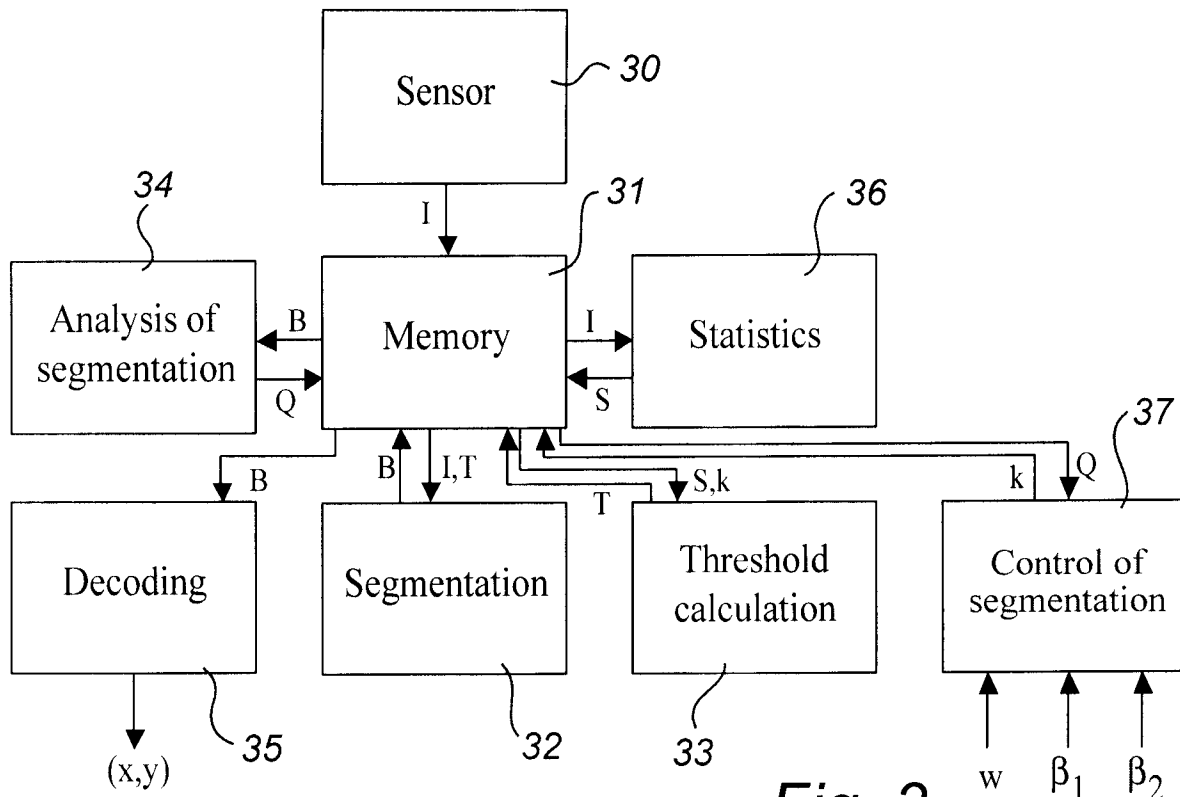 Sensor
30
34
I
31
36
Analysis of
segmentation
B
Q
Memory
I
S
Statistics
37
B
B
I,T
T
S,k
k
Q
Decoding
Segmentation
Threshold
calculation
Control of
segmentation
35
32
33
(x,y)
w
β₁
β₂